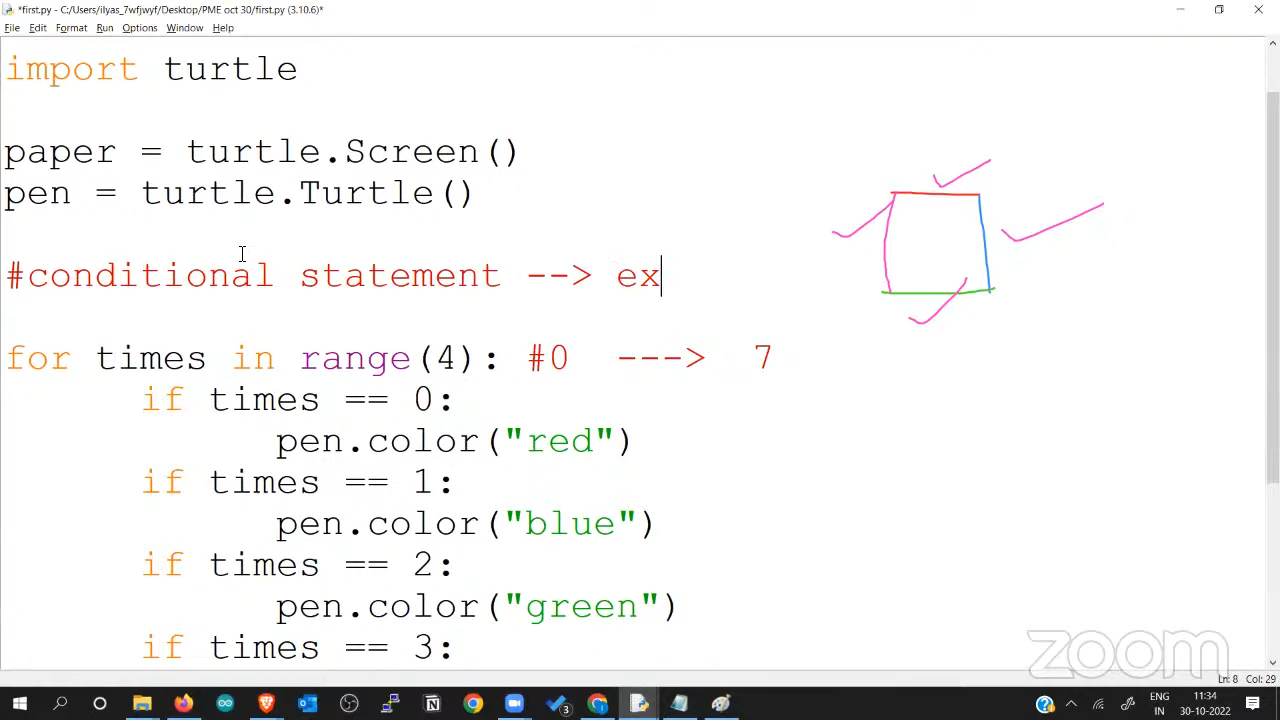 *first.py - C:/Users/ilyas_7wfjwyf/Desktop/PME oct 30/first.py (3.10.6)*
File Edit Format Run Options Window Help
import turtle
paper = turtle.Screen()
pen = turtle.Turtle()
#conditional statement --> ex
for times in range(4): #0 ---> 7
if times == 0:
pen.color("red")
if times == 1:
pen.color("blue")
if times == 2:
pen.color("green")
if times == 3:
zoom
Ln: 8 Col: 29
3
ENG
IN
11:34
30-10-2022